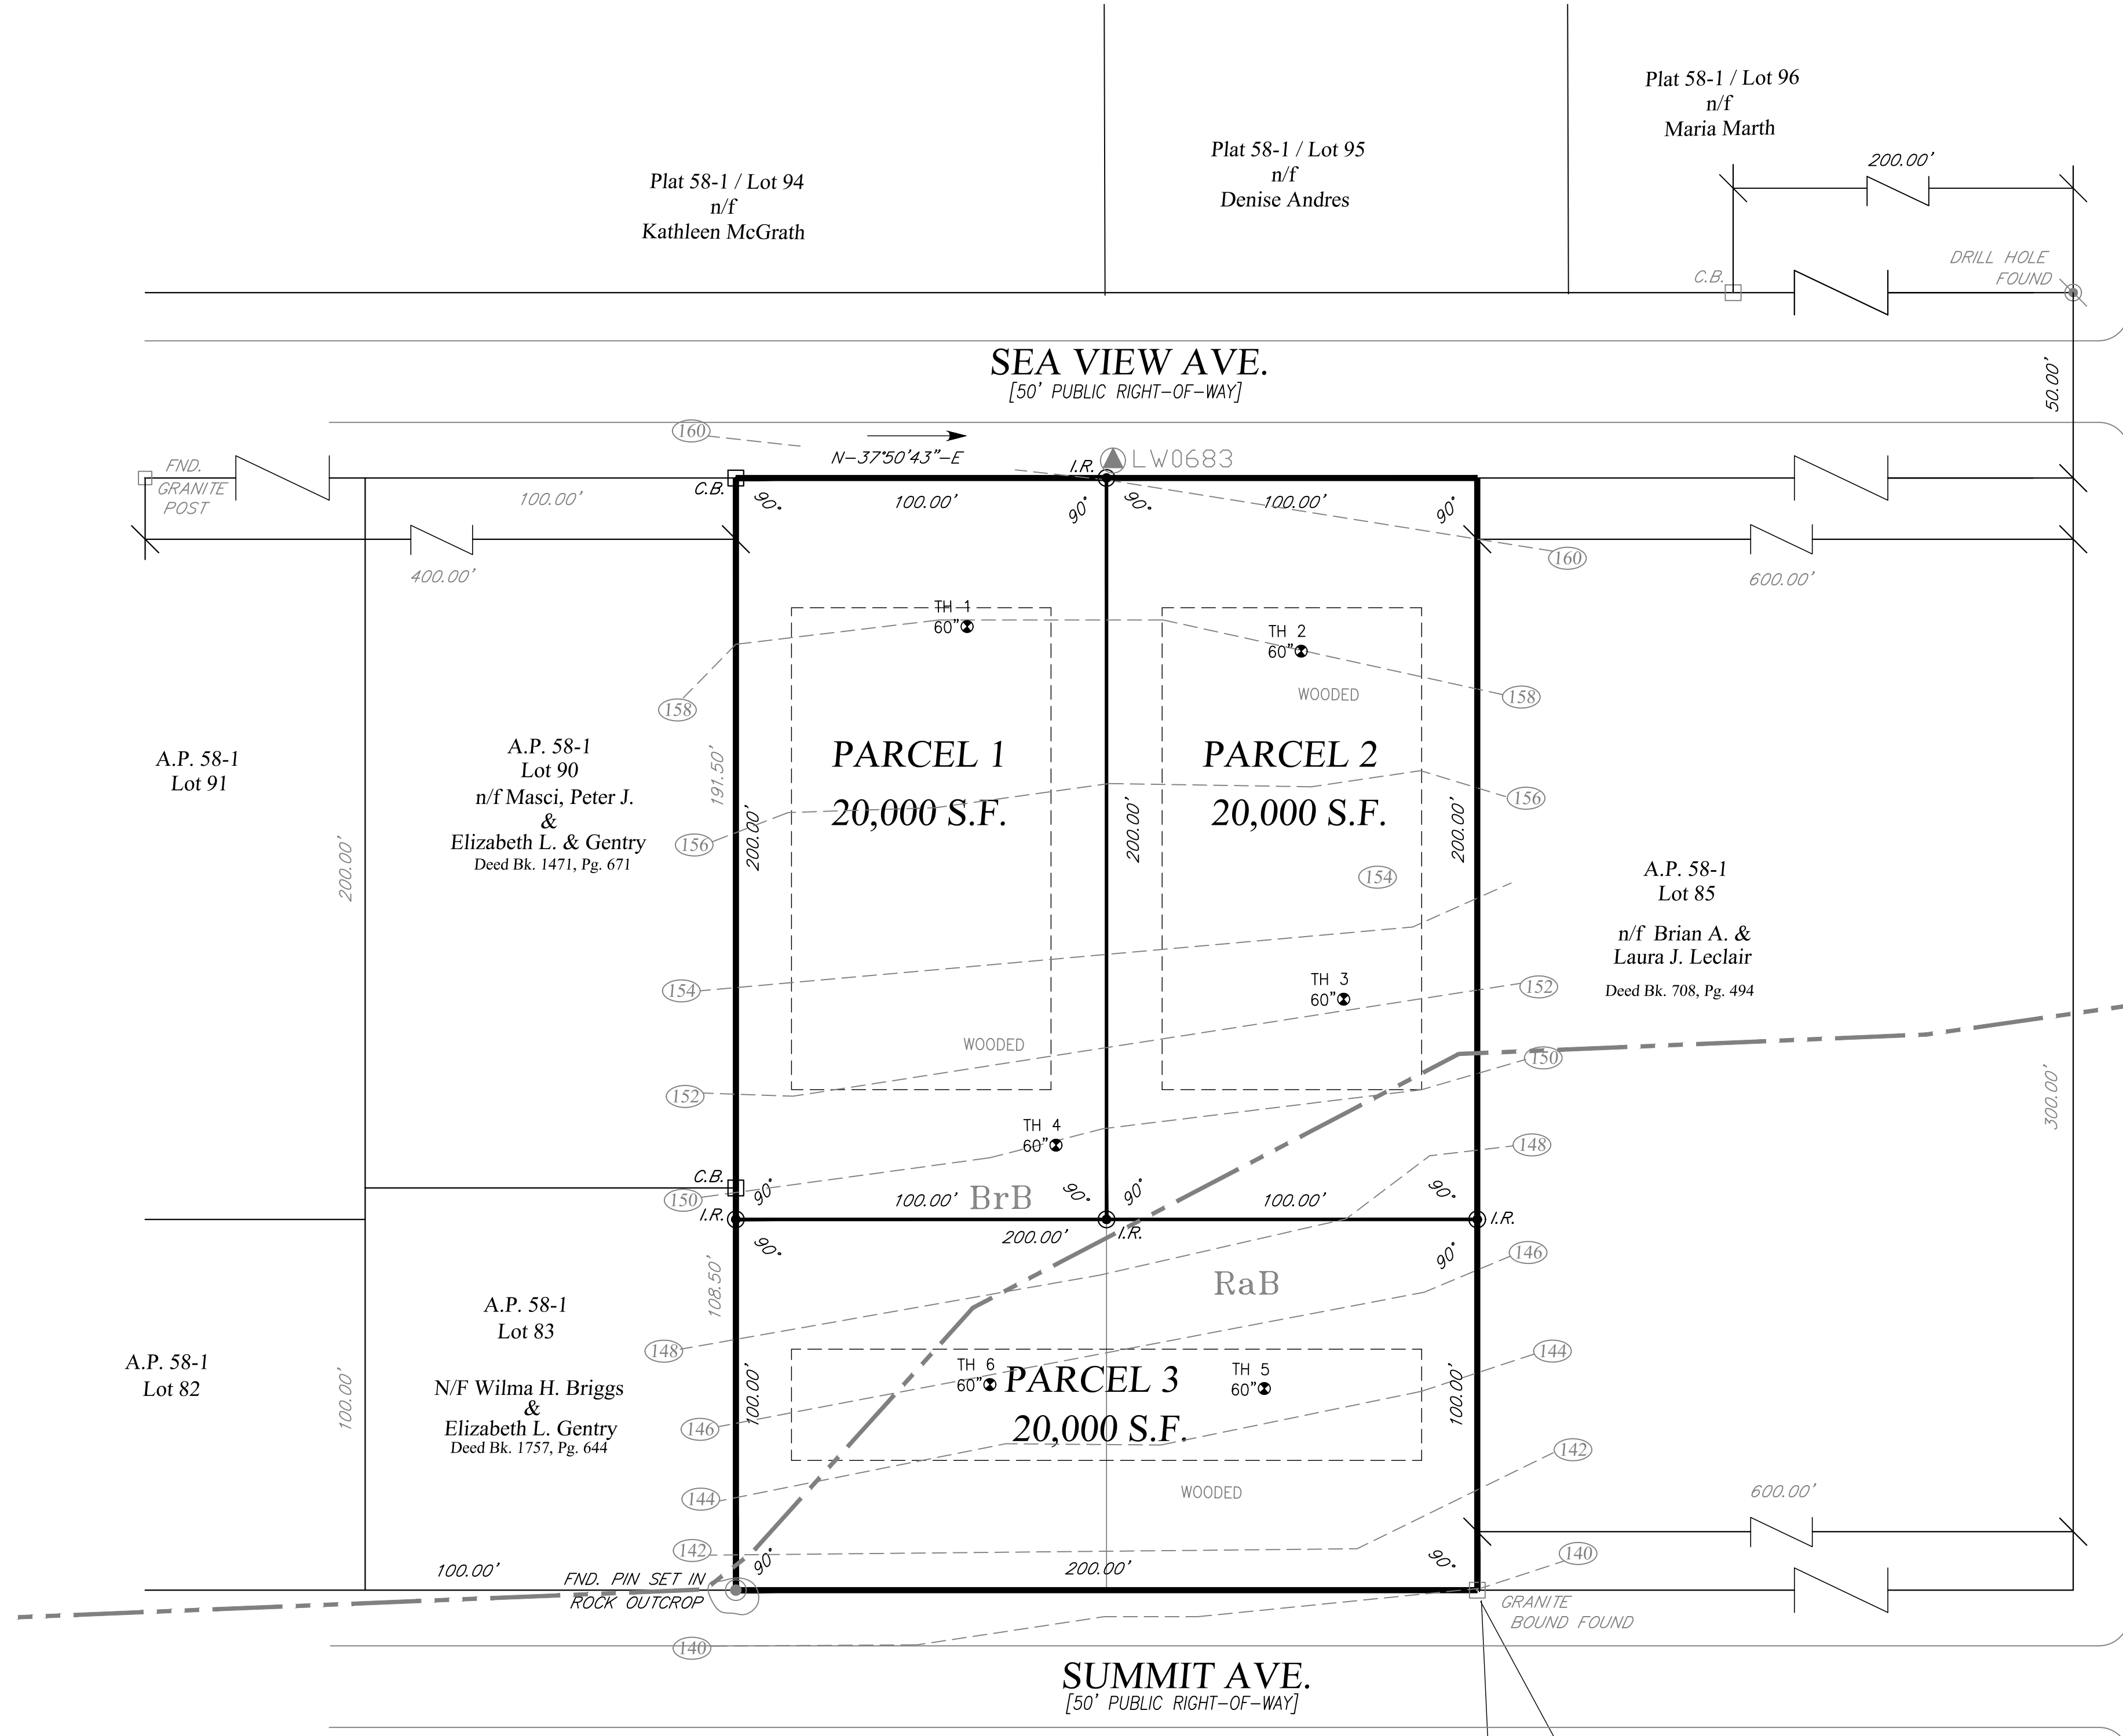 Plat 58-1 / Lot 96
n/f
Maria Marth
200.00'
Plat 58-1 / Lot 95
n/f
Denise Andres
Plat 58-1 / Lot 94
n/f
Kathleen McGrath
C.B.
DRILL HOLE
FOUND
SEA VIEW AVE.
[50' PUBLIC RIGHT-OF-WAY]
50.00'
160
N-37°50'43"-E
I.R.
LW0683
FND.
GRANITE
POST
100.00'
C.B.
90°
100.00'
90°
90°
100.00'
90°
160
400.00'
600.00'
TH 1
60"
TH 2
60"
WOODED
158
158
A.P. 58-1
Lot 91
A.P. 58-1
Lot 90
n/f Masci, Peter J.
&
Elizabeth L. & Gentry
Deed Bk. 1471, Pg. 671
191.50'
PARCEL 1
20,000 S.F.
PARCEL 2
20,000 S.F.
156
156
200.00'
200.00'
200.00'
200.00'
154
A.P. 58-1
Lot 85
n/f Brian A. &
Laura J. Leclair
Deed Bk. 708, Pg. 494
154
TH 3
60"
152
WOODED
152
150
300.00'
TH 4
60"
148
C.B.
150
90°
100.00'
BrB
90°
90°
100.00'
90°
I.R.
I.R.
I.R.
90°
200.00'
90°
146
108.50'
RaB
A.P. 58-1
Lot 83
148
144
A.P. 58-1
Lot 82
100.00'
N/F Wilma H. Briggs
&
Elizabeth L. Gentry
Deed Bk. 1757, Pg. 644
100.00'
TH 6
60"
PARCEL 3
20,000 S.F.
TH 5
60"
100.00'
146
142
144
WOODED
600.00'
142
90°
200.00'
90°
140
100.00'
FND. PIN SET IN
ROCK OUTCROP
GRANITE
BOUND FOUND
140
SUMMIT AVE.
[50' PUBLIC RIGHT-OF-WAY]